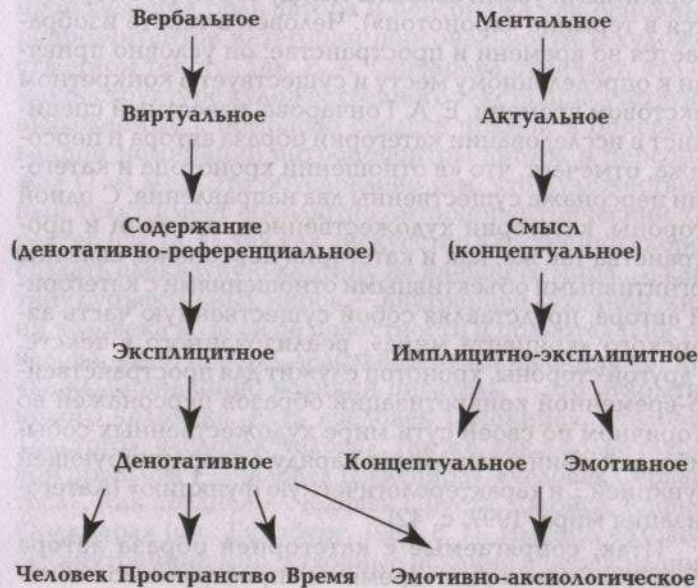 Вербальное Ментальное
Виртуальное Актуальное
Содержание Смысл
(денотативно-референциальное) (концептуальное)
Эксплицитное Имплицитно-эксплицитное
Денотативное Концептуальное Эмотивное
Человек Пространство Время Эмотивно-аксиологическое